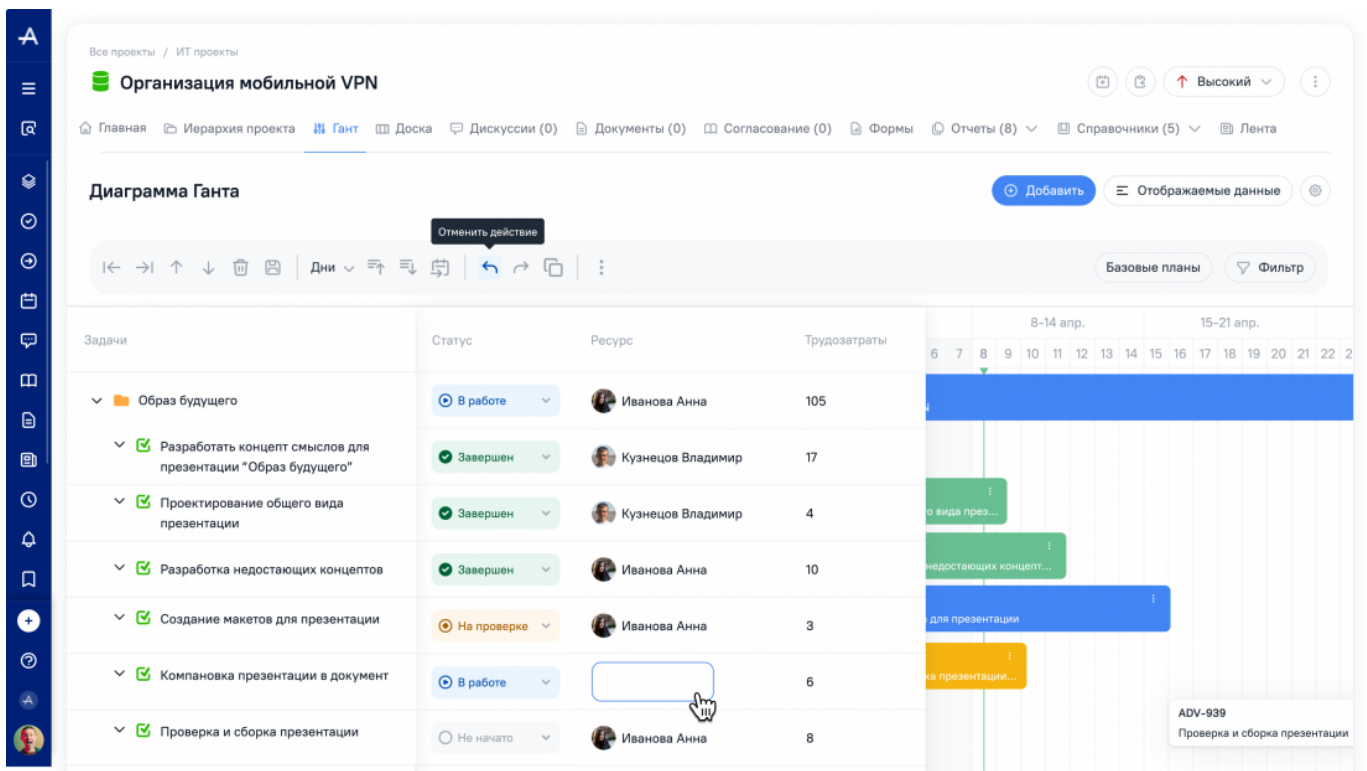 Все проекты / ИТ проекты
Организация мобильной VPN
Высокий
Главная Иерархия проекта Гант Доска Дискуссии (0) Документы (0) Согласование (0) Формы Отчеты (8) Справочники (5) Лента
Диаграмма Ганта
Добавить
Отображаемые данные
Отменить действие
Дни
Базовые планы
Фильтр
8-14 апр. 15-21 апр.
Задачи Статус Ресурс Трудозатраты
6 7 8 9 10 11 12 13 14 15 16 17 18 19 20 21 22
Образ будущего В работе Иванова Анна 105
Разработать концепт смыслов для
презентации "Образ будущего"
Завершен Кузнецов Владимир 17
Проектирование общего вида
презентации
Завершен Кузнецов Владимир 4
о вида през...
Разработка недостающих концептов Завершен Иванова Анна 10
недостающих концепт...
Создание макетов для презентации На проверке Иванова Анна 3
для презентации
Компановка презентации в документ В работе 6
ка презентации...
Проверка и сборка презентации Не начато Иванова Анна 8
ADV-939
Проверка и сборка презентации